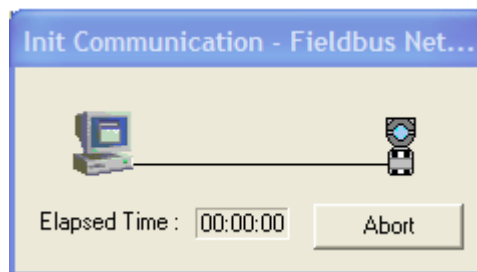 Init Communication - Fieldbus Net...
Elapsed Time : 00:00:00 Abort